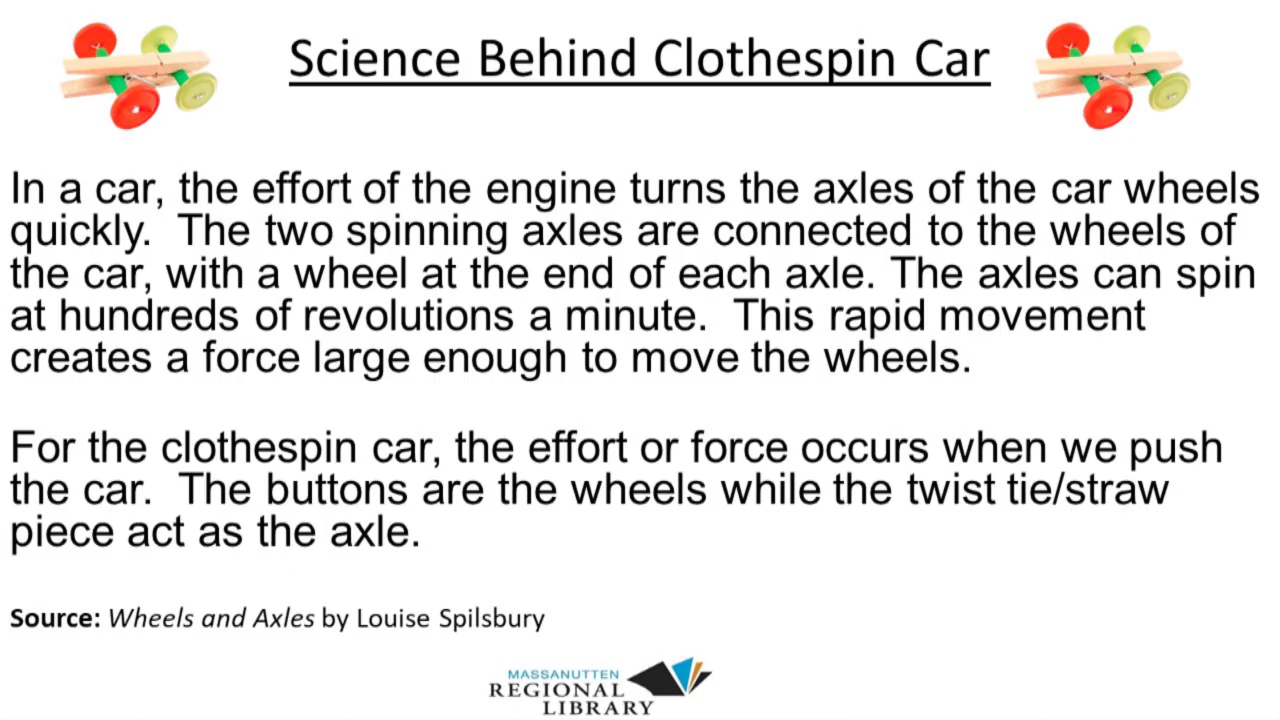 Science Behind Clothespin Car
In a car, the effort of the engine turns the axles of the car wheels
quickly.  The two spinning axles are connected to the wheels of
the car, with a wheel at the end of each axle. The axles can spin
at hundreds of revolutions a minute.  This rapid movement
creates a force large enough to move the wheels.
For the clothespin car, the effort or force occurs when we push
the car.  The buttons are the wheels while the twist tie/straw
piece act as the axle.
Source: Wheels and Axles by Louise Spilsbury
MASSANUTTEN
REGIONAL
LIBRARY